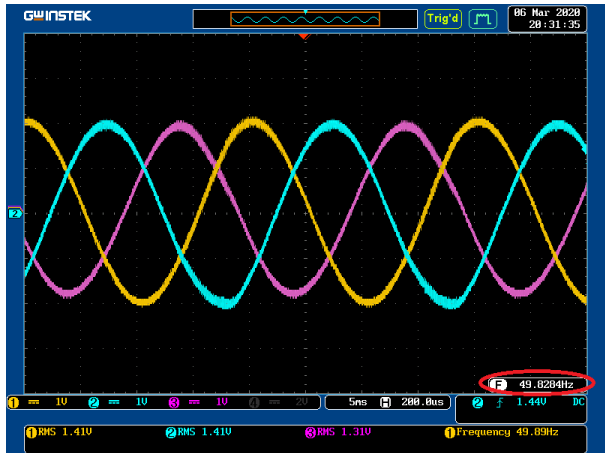 GWINSTEK Trig'd 06 Mar 2020
20:31:35
2
F 49.8284Hz
1 1V 2 1V 3 1V 4 2V 5ms H 200.0us 2 1.44V DC
1 RMS 1.41V 2 RMS 1.41V 3 RMS 1.31V 1 Frequency 49.89Hz